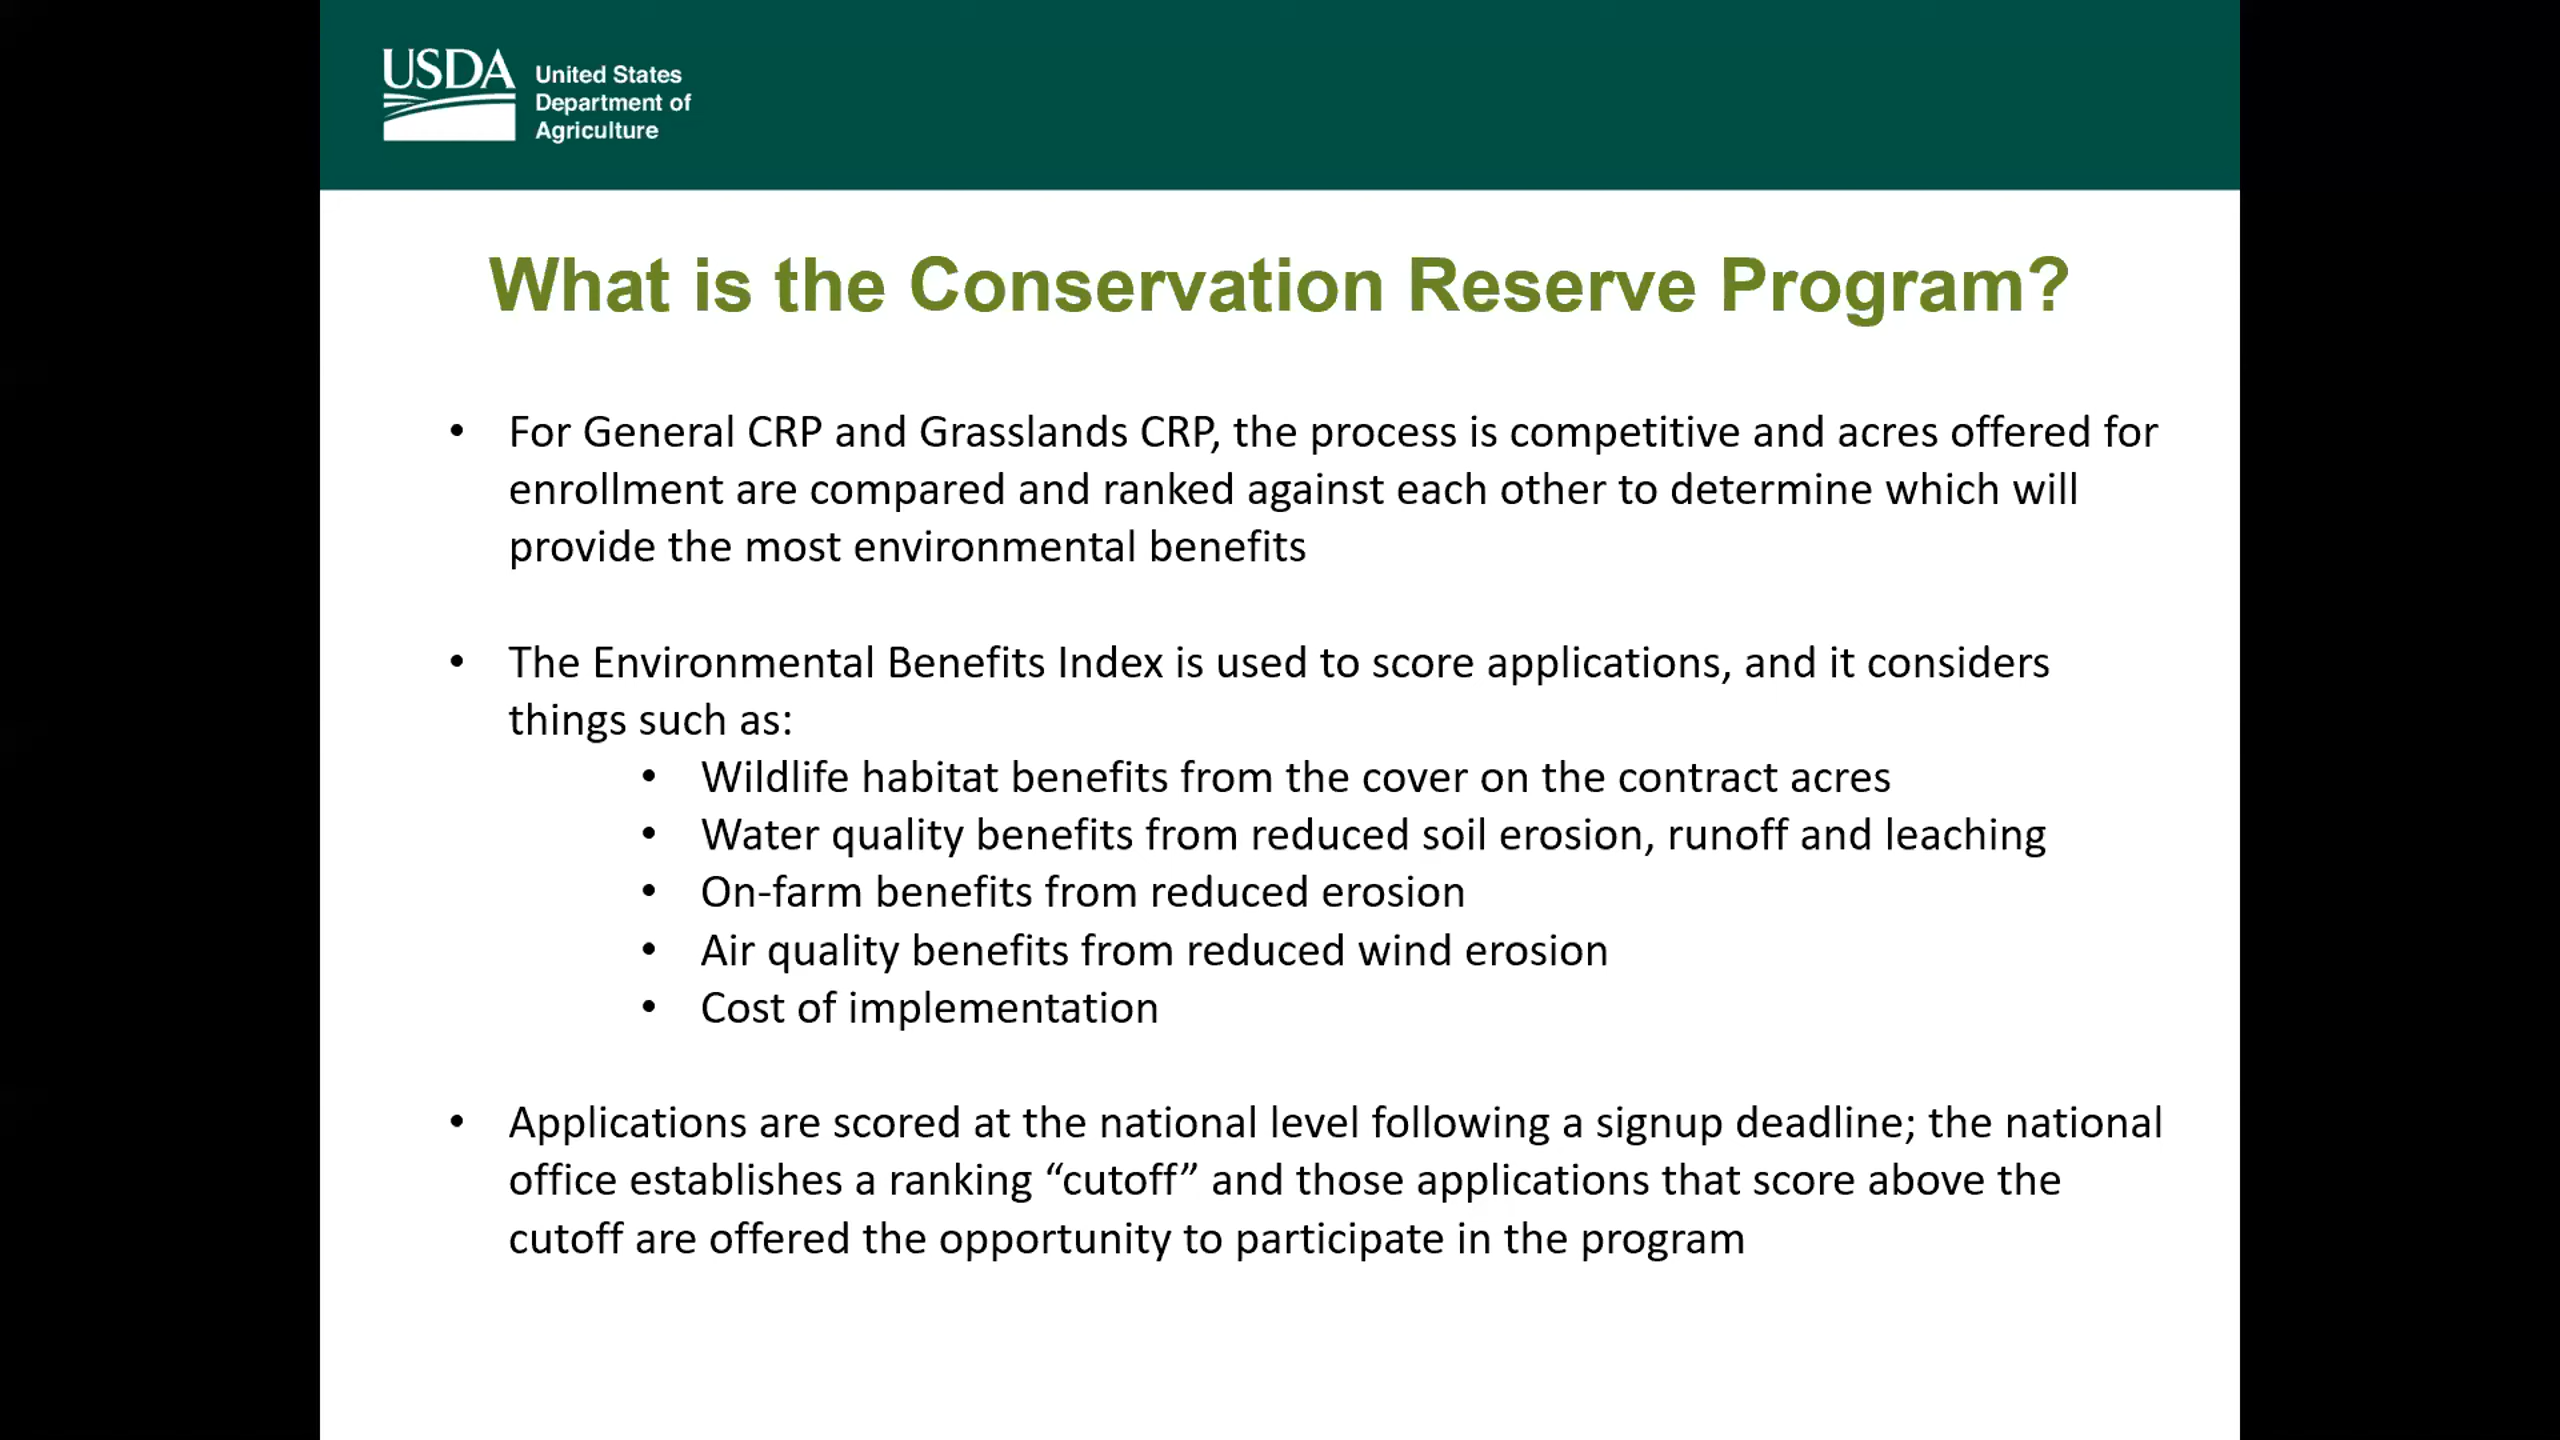 USDA
United States
Department of
Agriculture
What is the Conservation Reserve Program?
• For General CRP and Grasslands CRP, the process is competitive and acres offered for
enrollment are compared and ranked against each other to determine which will
provide the most environmental benefits
• The Environmental Benefits Index is used to score applications, and it considers
things such as:
• Wildlife habitat benefits from the cover on the contract acres
• Water quality benefits from reduced soil erosion, runoff and leaching
• On-farm benefits from reduced erosion
• Air quality benefits from reduced wind erosion
• Cost of implementation
• Applications are scored at the national level following a signup deadline; the national
office establishes a ranking “cutoff” and those applications that score above the
cutoff are offered the opportunity to participate in the program